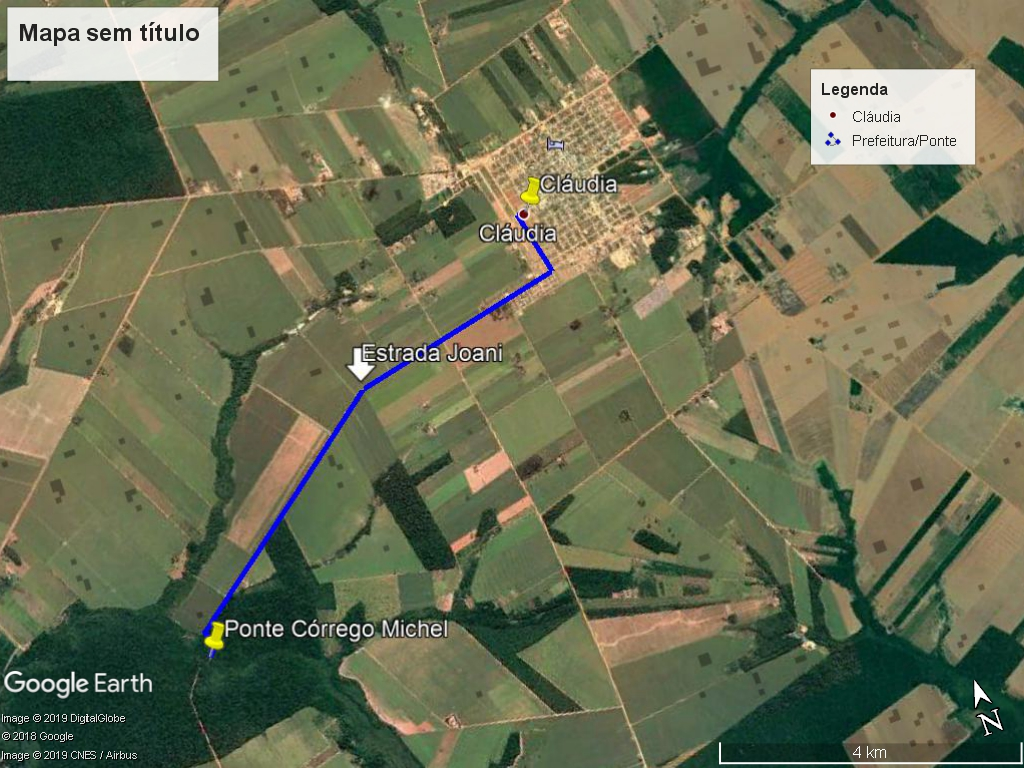 Mapa sem título
Legenda
Cláudia
Prefeitura/Ponte
Cláudia
Cláudia
Estrada Joani
Ponte Córrego Michel
Google Earth
Image © 2019 DigitalGlobe
© 2018 Google
Image © 2019 CNES / Airbus
N
4 km